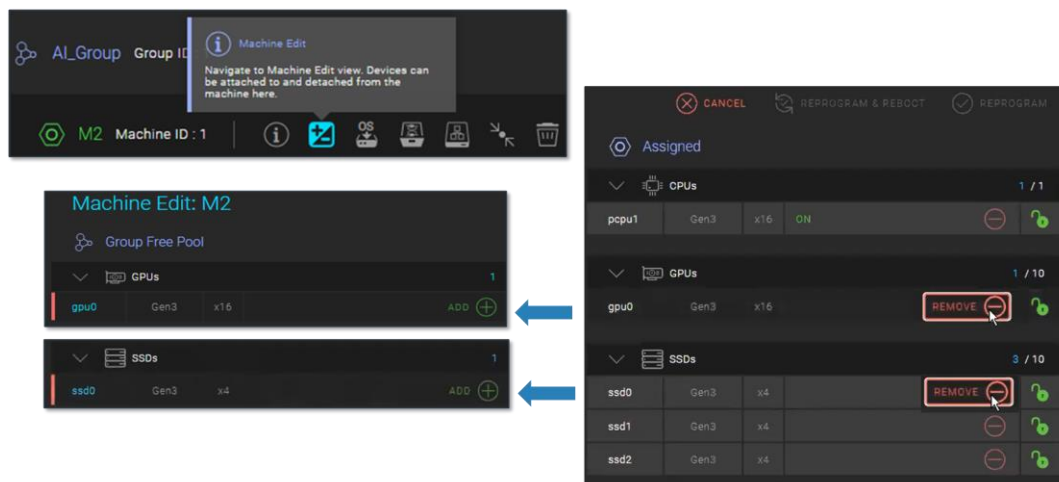 Machine Edit
Navigate to Machine Edit view. Devices can
be attached to and detached from the
machine here.
AI_Group Group ID
M2 Machine ID : 1
OS
Machine Edit: M2
Group Free Pool
GPUs 1
gpu0 Gen3 x16 ADD
SSDs 1
ssd0 Gen3 x4 ADD
CANCEL REPROGRAM & REBOOT REPROGRAM
Assigned
CPUs 1 / 1
pcpu1 Gen3 x16 ON
GPUs 1 / 10
gpu0 Gen3 x16 REMOVE
SSDs 3 / 10
ssd0 Gen3 x4 REMOVE
ssd1 Gen3 x4
ssd2 Gen3 x4